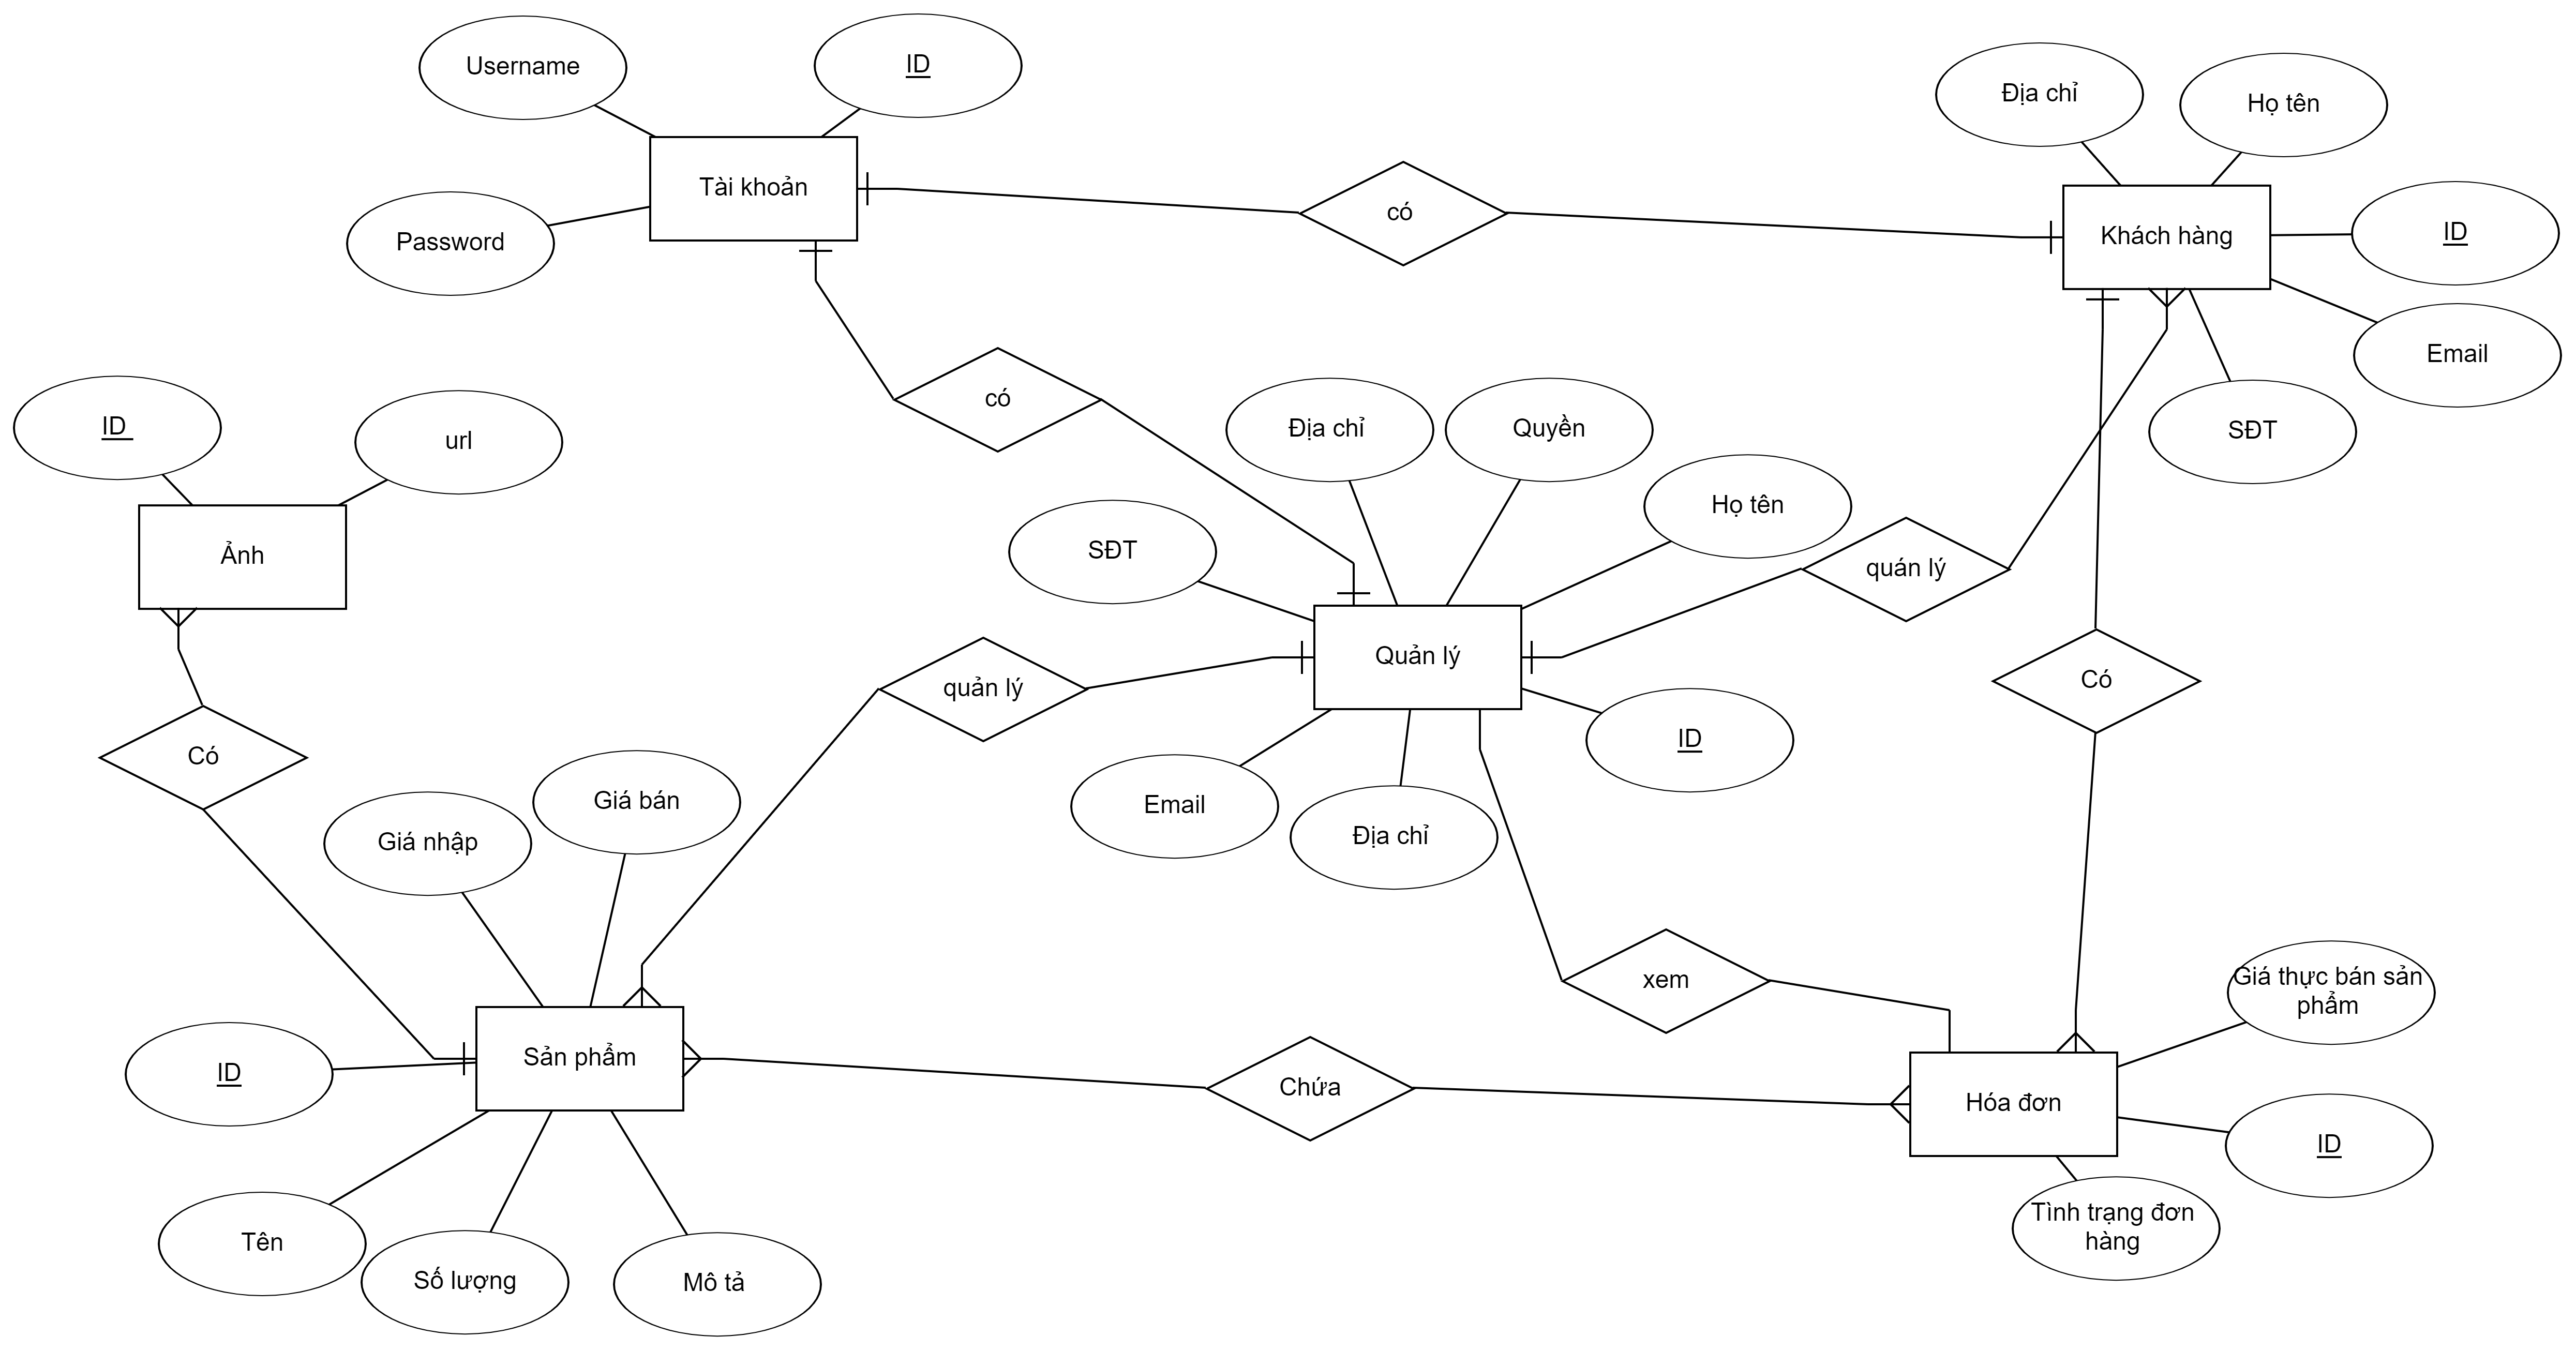 Username
ID
Địa chỉ
Họ tên
Tài khoản
có
Khách hàng
ID
Password
Email
SĐT
có
ID
url
Địa chỉ
Quyền
Họ tên
SĐT
Ảnh
quán lý
Quản lý
Có
quản lý
ID
Có
Giá bán
Giá nhập
Email
Địa chỉ
xem
Giá thực bán sản
phẩm
ID
Sản phẩm
Chứa
Hóa đơn
ID
Tình trạng đơn
hàng
Tên
Số lượng
Mô tả